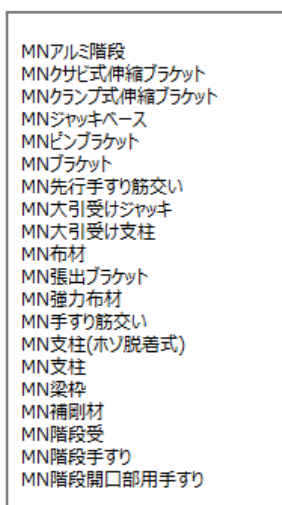 MNアルミ階段
MNクサビ式伸縮ブラケット
MNクランプ式伸縮ブラケット
MNジャッキベース
MNピンブラケット
MNブラケット
MN先行手すり筋交い
MN大引受けジャッキ
MN大引受け支柱
MN布材
MN張出ブラケット
MN強力布材
MN手すり筋交い
MN支柱(ホゾ脱着式)
MN支柱
MN梁枠
MN補剛材
MN階段受
MN階段手すり
MN階段開口部用手すり